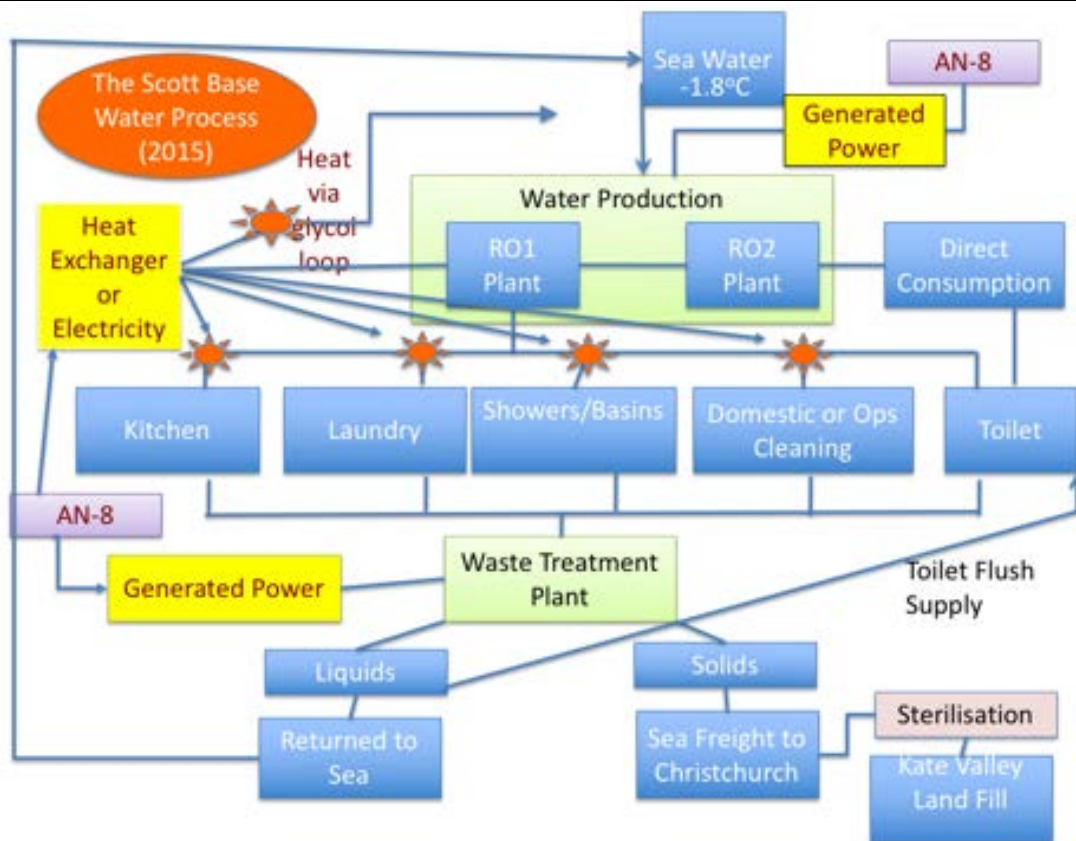 The Scott Base
Water Process
(2015)
Sea Water
-1.8°C
AN-8
Generated
Power
Heat
via
glycol
loop
Heat
Exchanger
or
Electricity
Water Production
RO1
Plant
RO2
Plant
Direct
Consumption
Kitchen
Laundry
Showers/Basins
Domestic or Ops
Cleaning
Toilet
AN-8
Generated Power
Waste Treatment
Plant
Toilet Flush
Supply
Liquids
Solids
Returned to
Sea
Sea Freight to
Christchurch
Sterilisation
Kate Valley
Land Fill